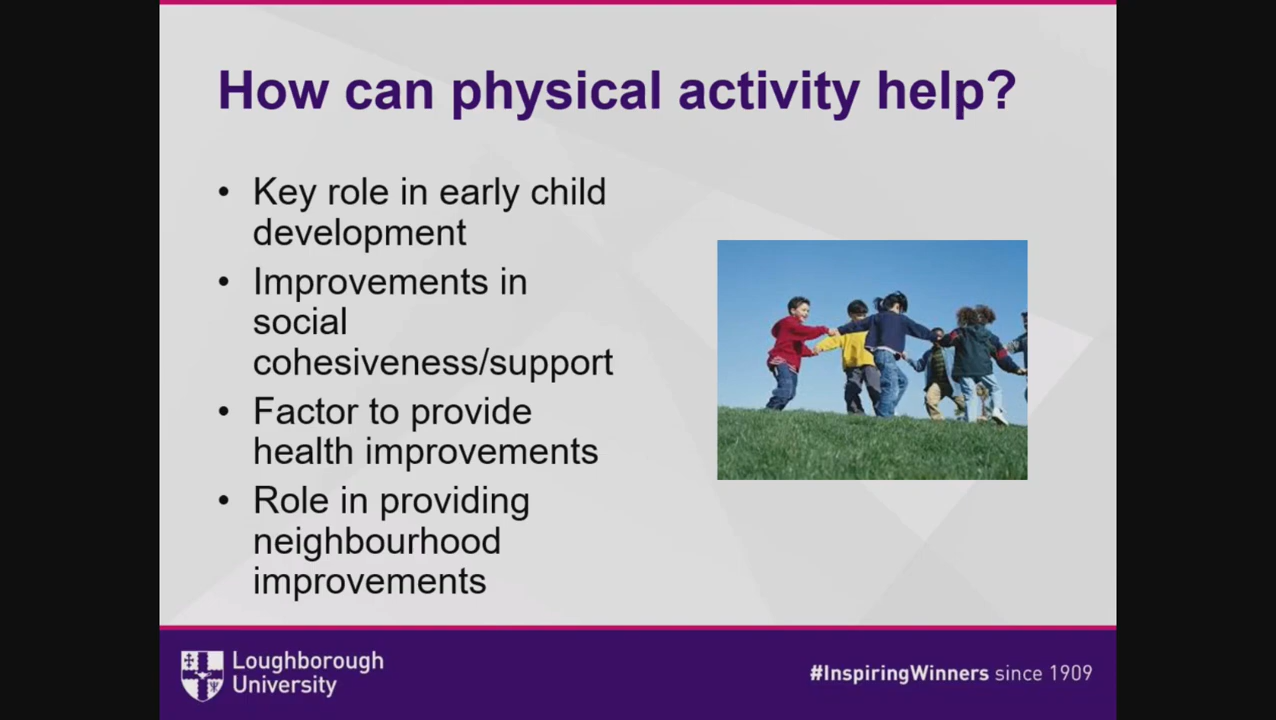 How can physical activity help?
• Key role in early child
development
• Improvements in
social
cohesiveness/support
• Factor to provide
health improvements
• Role in providing
neighbourhood
improvements
Loughborough
University
#InspiringWinners since 1909